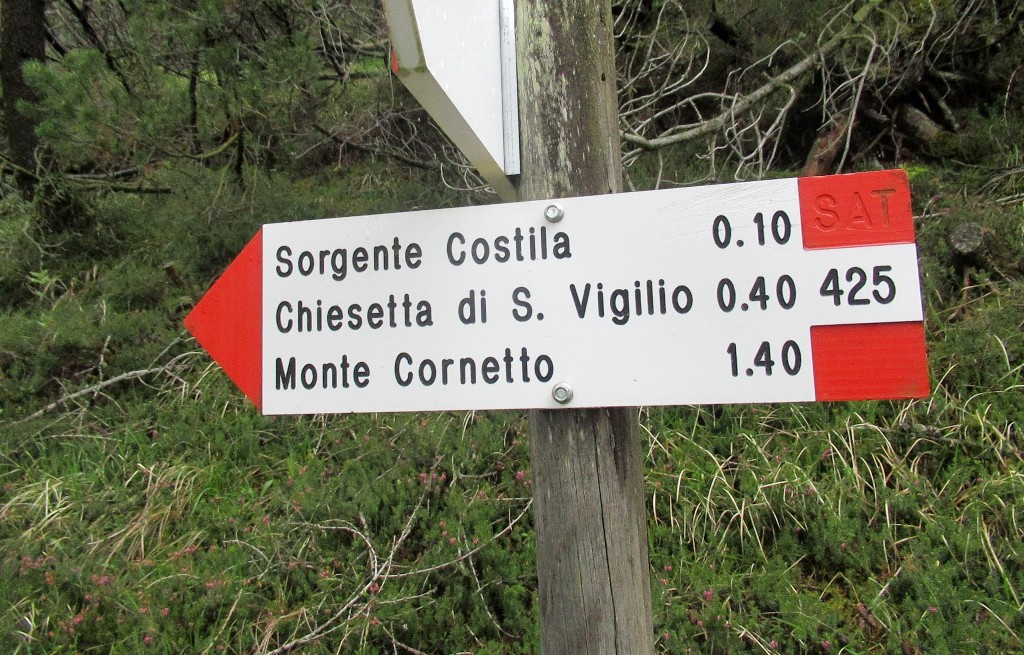 SAT
Sorgente Costila 0.10
Chiesetta di S. Vigilio 0.40 425
Monte Cornetto 1.40